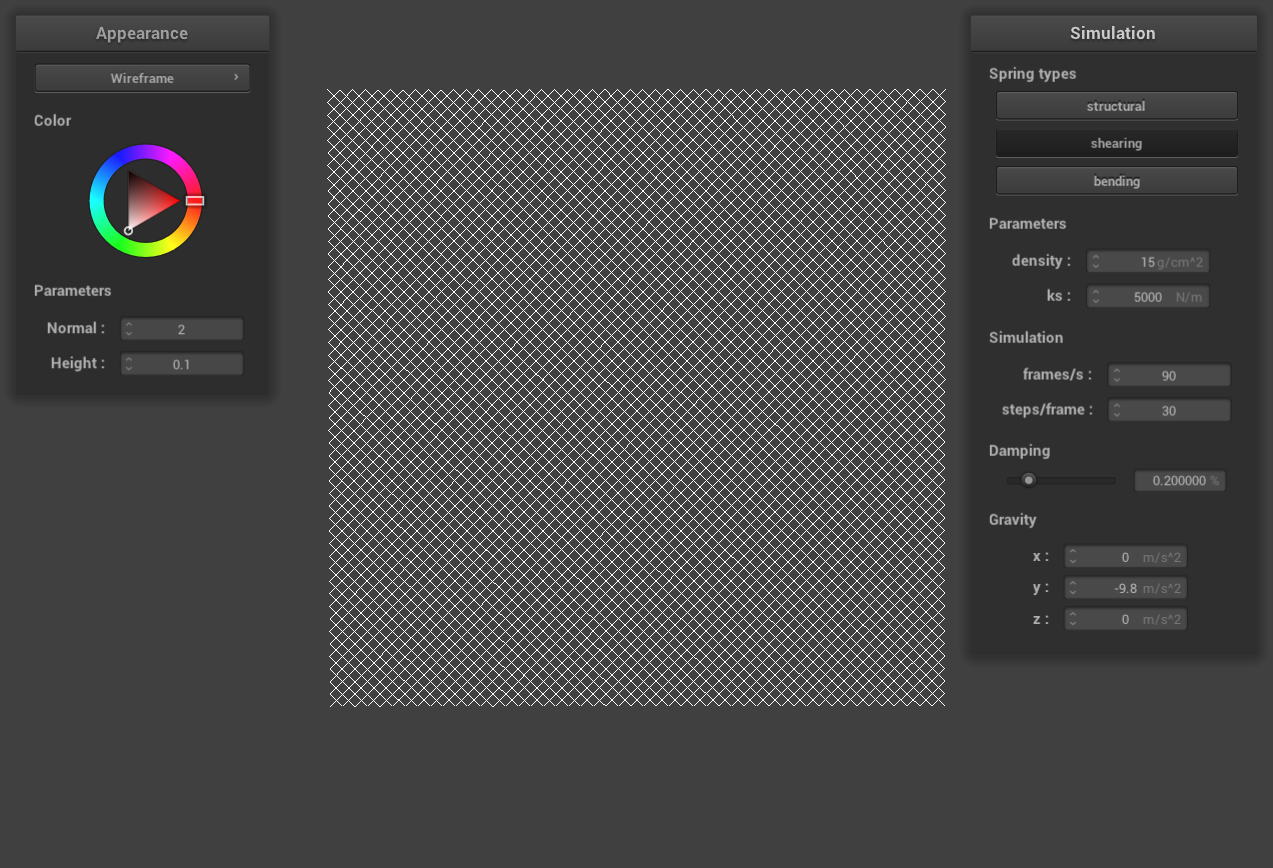 Appearance
Wireframe
Color
Parameters
Normal : 2
Height : 0.1
Simulation
Spring types
structural
shearing
bending
Parameters
density : 15 g/cm^2
ks : 5000 N/m
Simulation
frames/s : 90
steps/frame : 30
Damping
0.200000 %
Gravity
x : 0 m/s^2
y : -9.8 m/s^2
z : 0 m/s^2